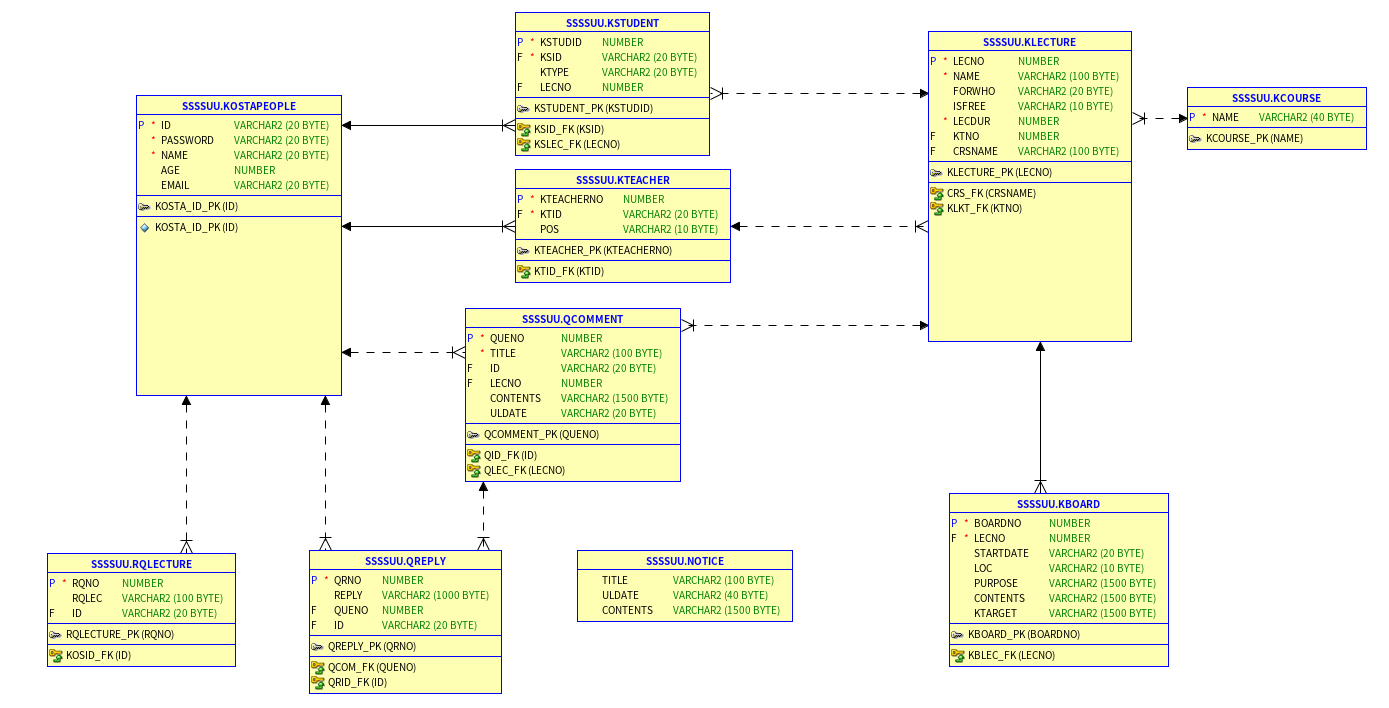 SSSSUU.KSTUDENT
P * KSTUDID NUMBER
F * KSID VARCHAR2 (20 BYTE)
KTYPE VARCHAR2 (20 BYTE)
F LECNO NUMBER
KSTUDENT_PK (KSTUDID)
KSID_FK (KSID)
KSLEC_FK (LECNO)
SSSSUU.KLECTURE
P * LECNO NUMBER
* NAME VARCHAR2 (100 BYTE)
FORWHO VARCHAR2 (20 BYTE)
ISFREE VARCHAR2 (10 BYTE)
* LECDUR NUMBER
F KTNO NUMBER
F CRSNAME VARCHAR2 (100 BYTE)
KLECTURE_PK (LECNO)
CRS_FK (CRSNAME)
KLKT_FK (KTNO)
SSSSUU.KCOURSE
P * NAME VARCHAR2 (40 BYTE)
KCOURSE_PK (NAME)
SSSSUU.KOSTAPEOPLE
P * ID VARCHAR2 (20 BYTE)
* PASSWORD VARCHAR2 (20 BYTE)
* NAME VARCHAR2 (20 BYTE)
AGE NUMBER
EMAIL VARCHAR2 (20 BYTE)
KOSTA_ID_PK (ID)
KOSTA_ID_PK (ID)
SSSSUU.KTEACHER
P * KTEACHERNO NUMBER
F * KTID VARCHAR2 (20 BYTE)
POS VARCHAR2 (10 BYTE)
KTEACHER_PK (KTEACHERNO)
KTID_FK (KTID)
SSSSUU.QCOMMENT
P * QUENO NUMBER
* TITLE VARCHAR2 (100 BYTE)
F ID VARCHAR2 (20 BYTE)
F LECNO NUMBER
CONTENTS VARCHAR2 (1500 BYTE)
ULDATE VARCHAR2 (20 BYTE)
QCOMMENT_PK (QUENO)
QID_FK (ID)
QLEC_FK (LECNO)
SSSSUU.RQLECTURE
P * RQNO NUMBER
RQLEC VARCHAR2 (100 BYTE)
F ID VARCHAR2 (20 BYTE)
RQLECTURE_PK (RQNO)
KOSID_FK (ID)
SSSSUU.QREPLY
P * QRNO NUMBER
REPLY VARCHAR2 (1000 BYTE)
F QUENO NUMBER
F ID VARCHAR2 (20 BYTE)
QREPLY_PK (QRNO)
QCOM_FK (QUENO)
QRID_FK (ID)
SSSSUU.NOTICE
TITLE VARCHAR2 (100 BYTE)
ULDATE VARCHAR2 (40 BYTE)
CONTENTS VARCHAR2 (1500 BYTE)
SSSSUU.KBOARD
P * BOARDNO NUMBER
F * LECNO NUMBER
STARTDATE VARCHAR2 (20 BYTE)
LOC VARCHAR2 (10 BYTE)
PURPOSE VARCHAR2 (1500 BYTE)
CONTENTS VARCHAR2 (1500 BYTE)
KTARGET VARCHAR2 (1500 BYTE)
KBOARD_PK (BOARDNO)
KBLEC_FK (LECNO)